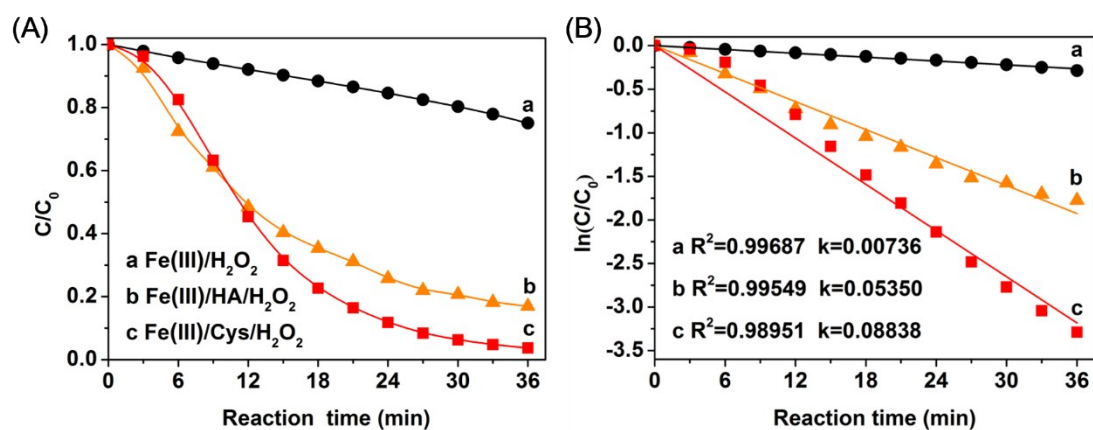 (A)
1.0
0.8
0.6
0.4
0.2
0.0
C/C₀
a
b
c
a Fe(III)/H₂O₂
b Fe(III)/HA/H₂O₂
c Fe(III)/Cys/H₂O₂
0 6 12 18 24 30 36
Reaction time (min)
(B)
0.0
-0.5
-1.0
-1.5
-2.0
-2.5
-3.0
-3.5
ln(C/C₀)
a
b
c
a R²=0.99687 k=0.00736
b R²=0.99549 k=0.05350
c R²=0.98951 k=0.08838
0 6 12 18 24 30 36
Reaction time (min)